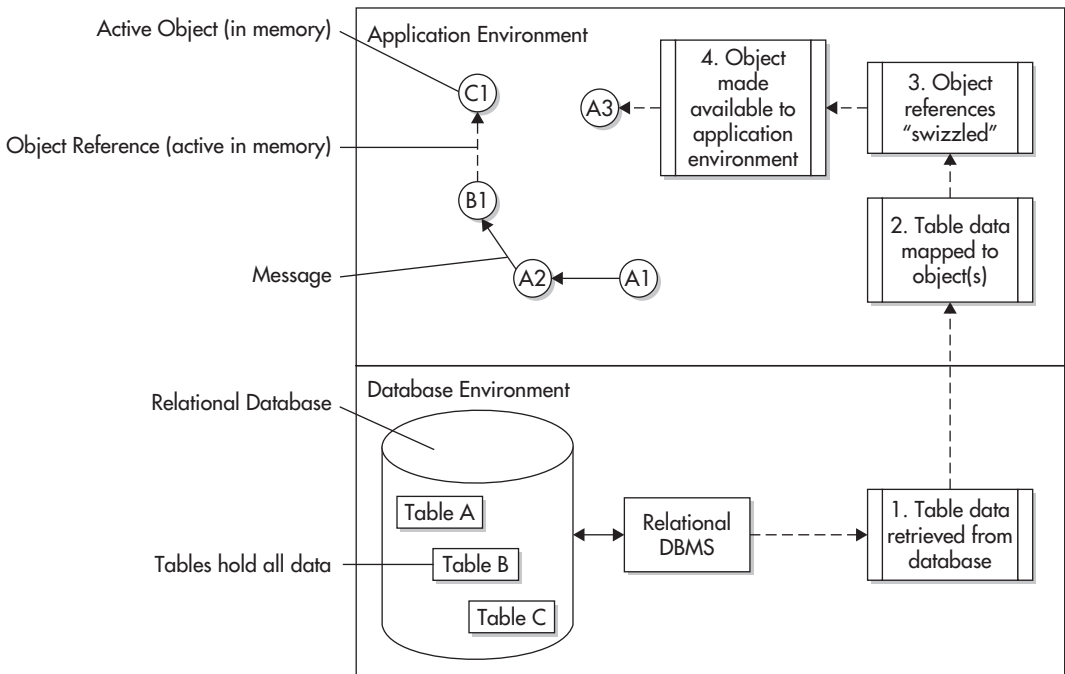 Active Object (in memory)
Application Environment
4. Object
made
available to
application
environment
3. Object
references
“swizzled”
C1
A3
Object Reference (active in memory)
B1
2. Table data
mapped to
object(s)
Message
A2
A1
Database Environment
Relational Database
Table A
Relational
DBMS
1. Table data
retrieved from
database
Tables hold all data
Table B
Table C